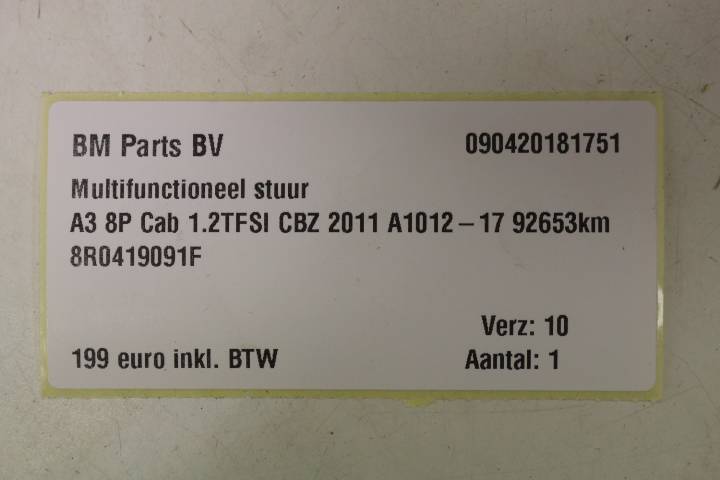 BM Parts BV 090420181751
Multifunctioneel stuur
A3 8P Cab 1.2TFSI CBZ 2011 A1012 – 17 92653km
8R0419091F
Verz: 10
199 euro inkl. BTW Aantal: 1